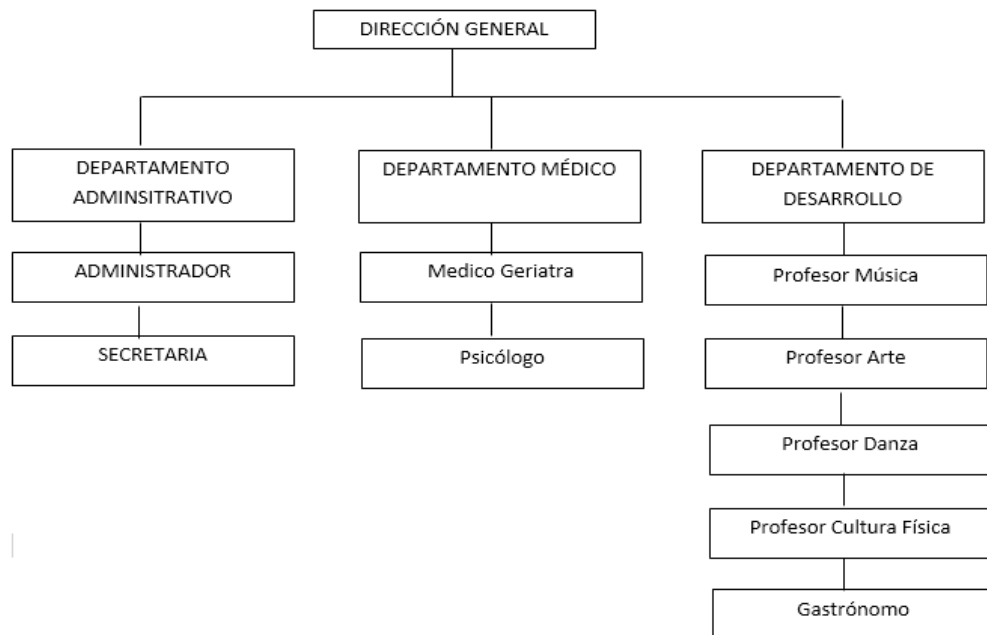 DIRECCIÓN GENERAL
DEPARTAMENTO
ADMINSITRATIVO
ADMINISTRADOR
SECRETARIA
DEPARTAMENTO MÉDICO
Medico Geriatra
Psicólogo
DEPARTAMENTO DE
DESARROLLO
Profesor Música
Profesor Arte
Profesor Danza
Profesor Cultura Física
Gastrónomo